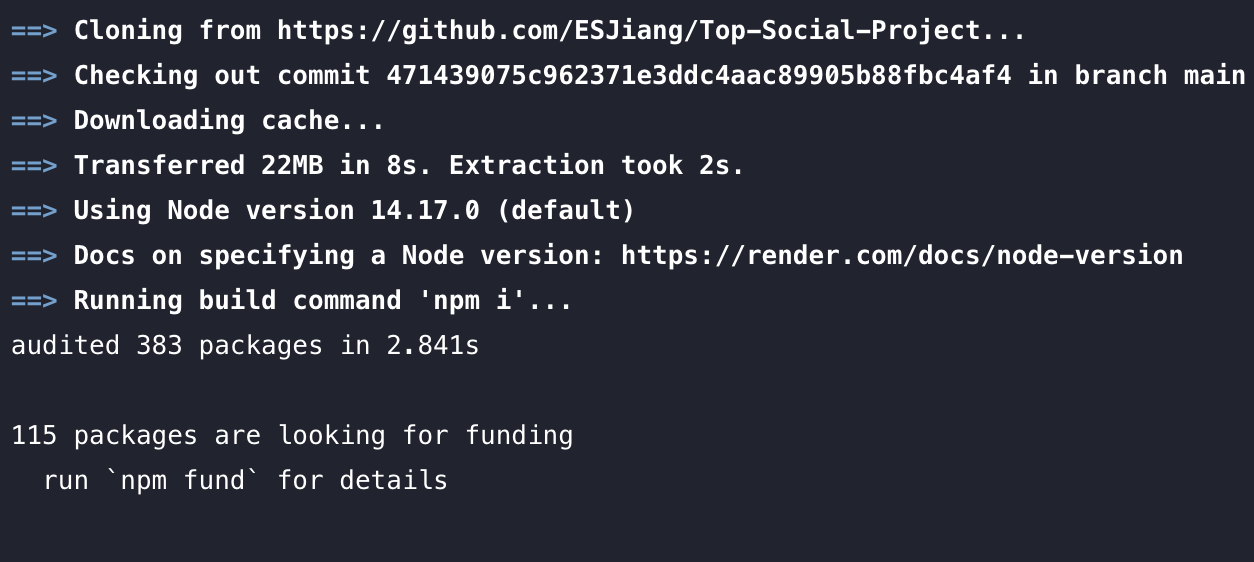 ==> Cloning from https://github.com/ESJiang/Top-Social-Project...
==> Checking out commit 471439075c962371e3ddc4aac89905b88fbc4af4 in branch main
==> Downloading cache...
==> Transferred 22MB in 8s. Extraction took 2s.
==> Using Node version 14.17.0 (default)
==> Docs on specifying a Node version: https://render.com/docs/node-version
==> Running build command 'npm i'...
audited 383 packages in 2.841s
115 packages are looking for funding
  run `npm fund` for details